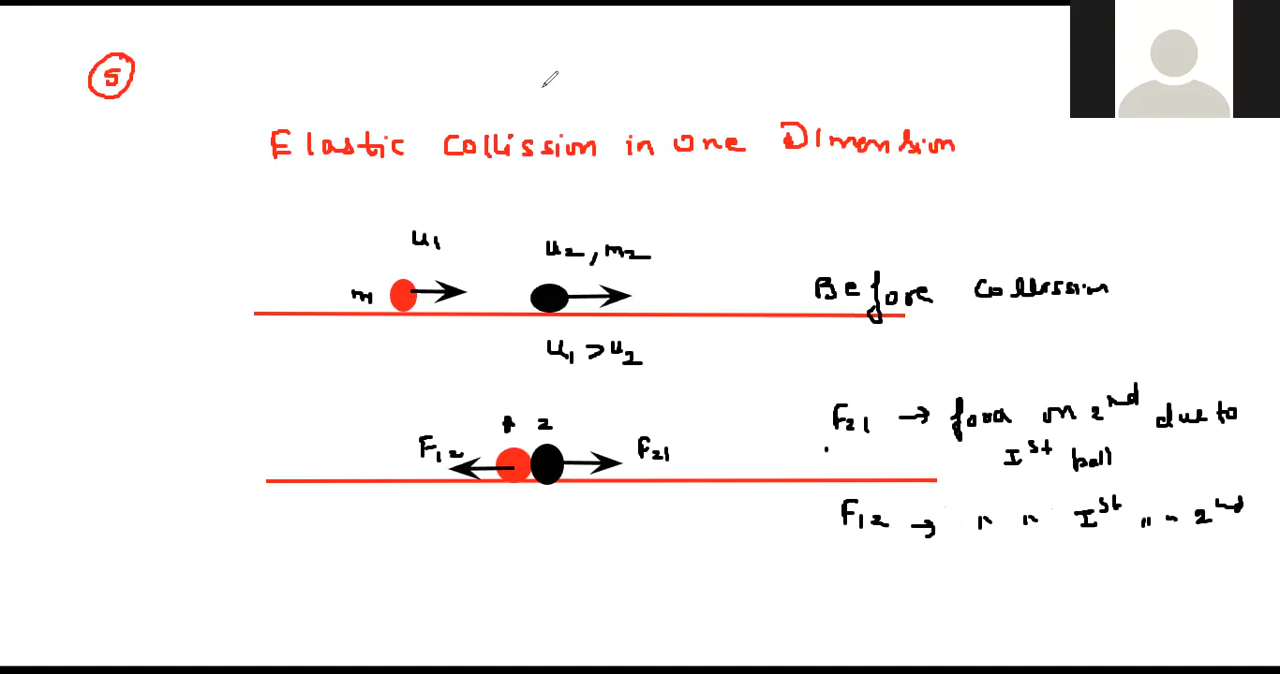 5
Elastic Collission in one Dimension
u1
u2, m2
m1
Before Collission
u1 > u2
1 2
F12
F21
F21 → force on 2nd due to
Ist ball
F12 → " " Ist " " 2nd